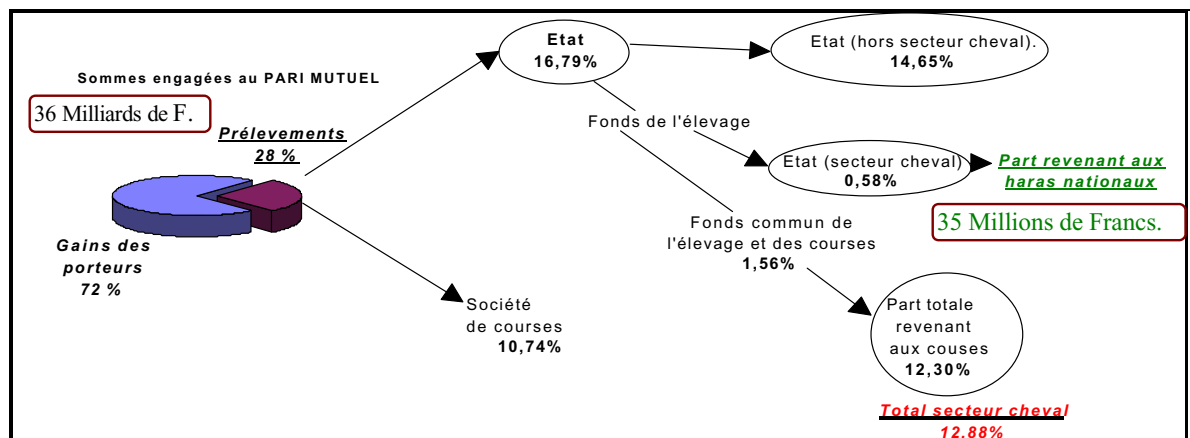 Sommes engagées au PARI MUTUEL
36 Milliards de F.
Prélevements
28 %
Gains des
porteurs
72 %
Etat
16,79%
Etat (hors secteur cheval).
14,65%
Fonds de l'élevage
Etat (secteur cheval)
0,58%
Part revenant aux
haras nationaux
35 Millions de Francs.
Fonds commun de
l'élevage et des courses
1,56%
Société
de courses
10,74%
Part totale
revenant
aux couses
12,30%
Total secteur cheval
12,88%